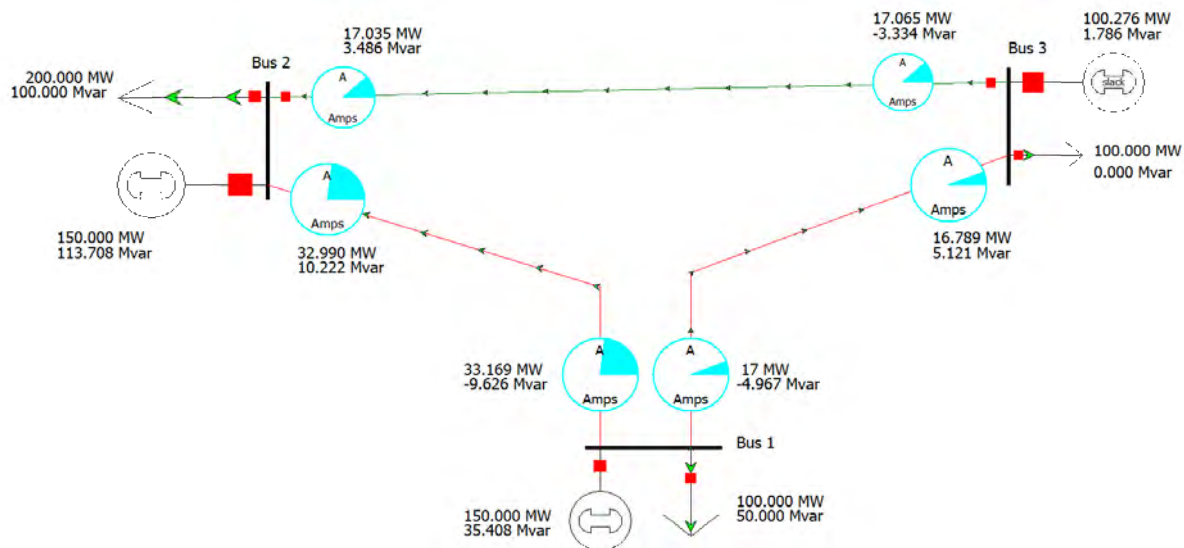 17.035 MW
3.486 Mvar
17.065 MW
-3.334 Mvar
100.276 MW
1.786 Mvar
Bus 2
Bus 3
200.000 MW
100.000 Mvar
A
Amps
A
Amps
slack
100.000 MW
0.000 Mvar
A
Amps
A
Amps
150.000 MW
113.708 Mvar
32.990 MW
10.222 Mvar
16.789 MW
5.121 Mvar
33.169 MW
-9.626 Mvar
A
Amps
A
Amps
17 MW
-4.967 Mvar
Bus 1
150.000 MW
35.408 Mvar
100.000 MW
50.000 Mvar